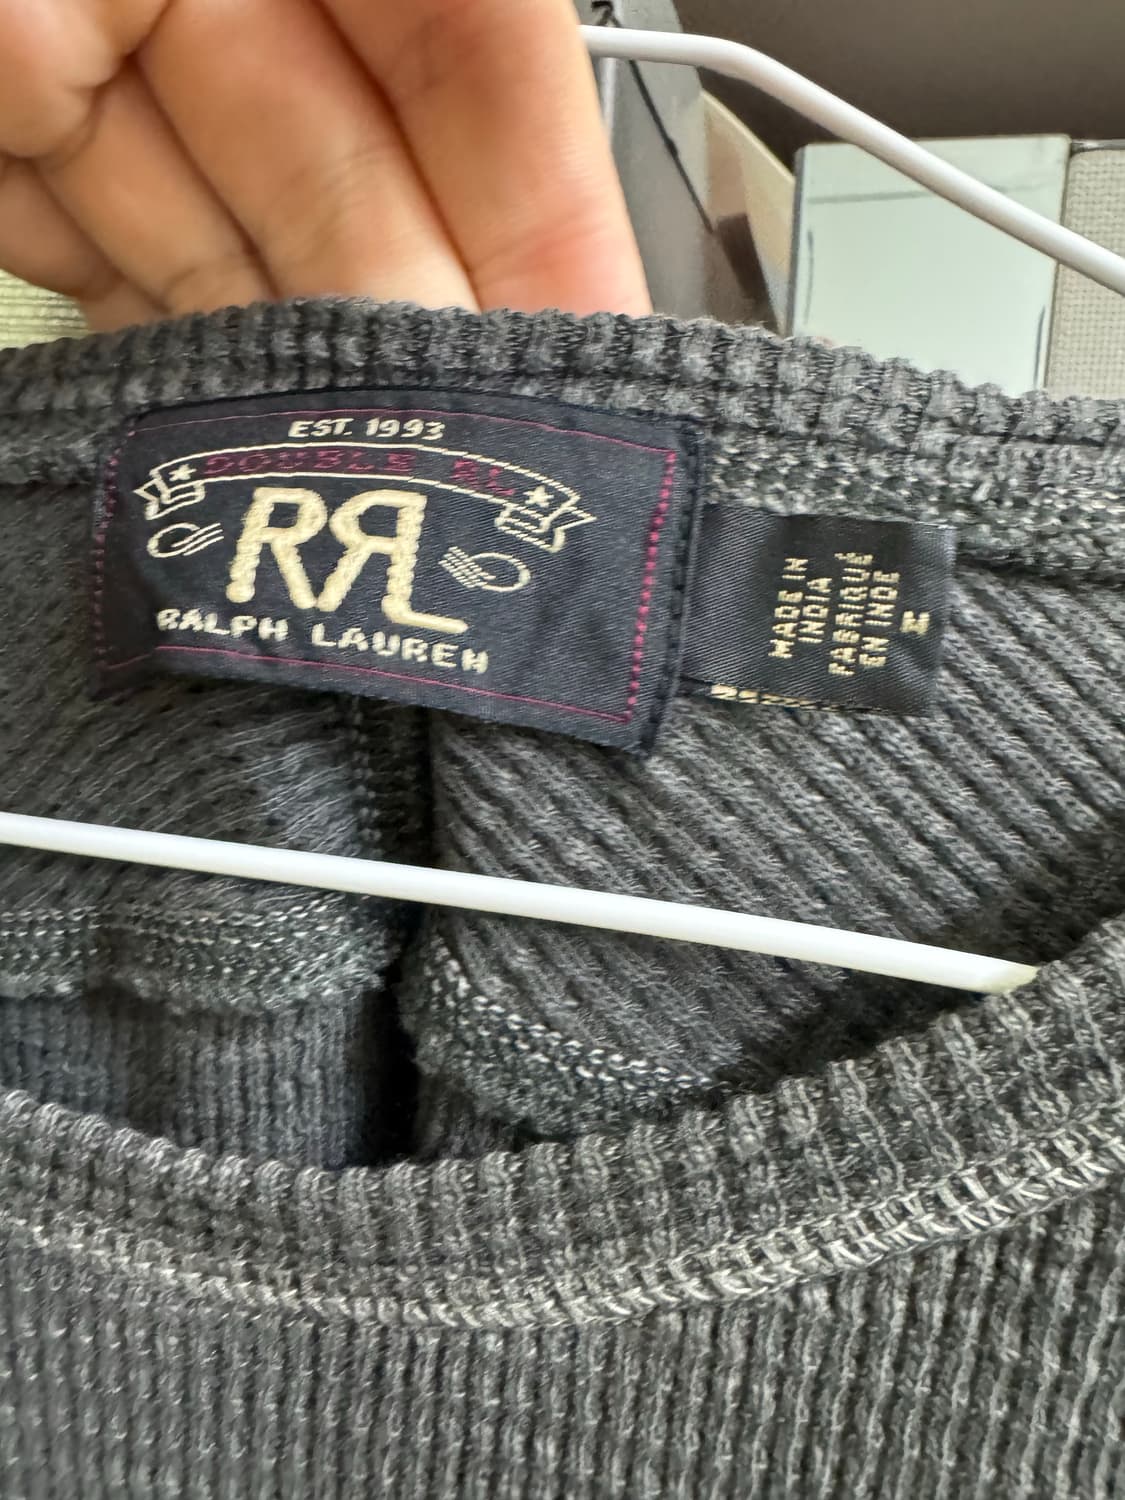 EST. 1993
DOUBLE RL
RRL
RALPH LAUREN
MADE IN
INDIA
FABRIQUÉ
EN INDE
M